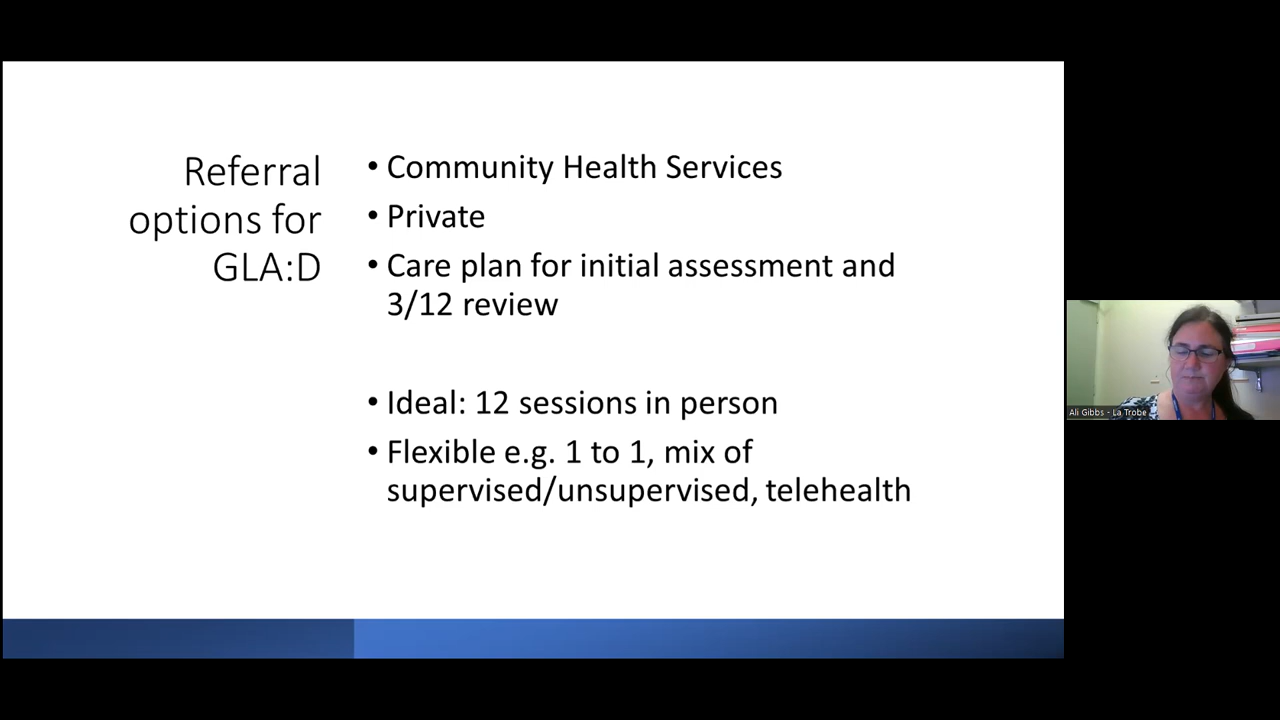 Referral
options for
GLA:D
• Community Health Services
• Private
• Care plan for initial assessment and
3/12 review
• Ideal: 12 sessions in person
• Flexible e.g. 1 to 1, mix of
supervised/unsupervised, telehealth
Ali Gibbs - La Trobe